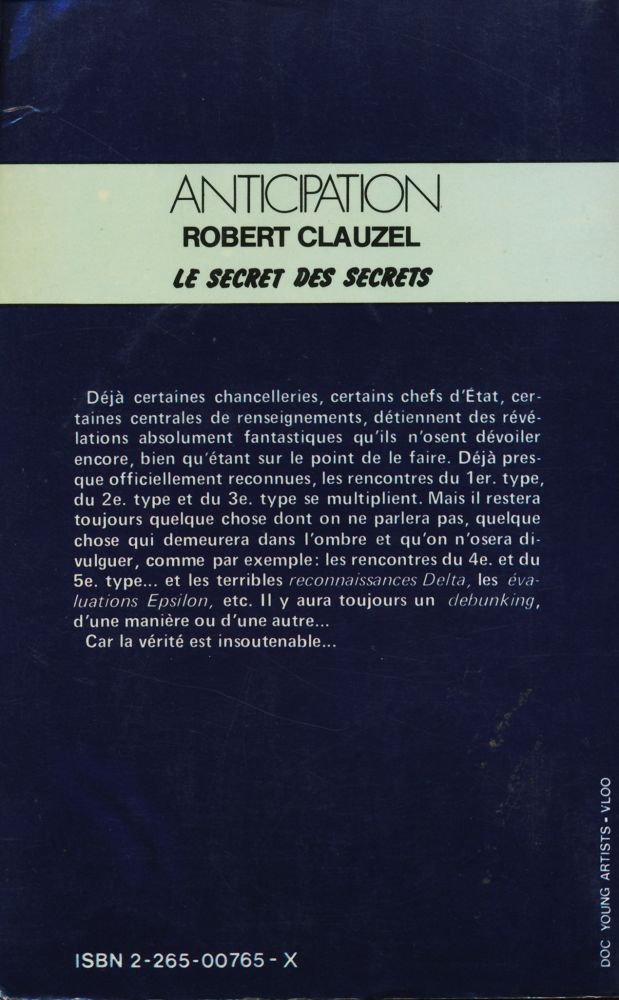 ANTICIPATION
ROBERT CLAUZEL
LE SECRET DES SECRETS
Déjà certaines chancelleries, certains chefs d'État, cer-
taines centrales de renseignements, détiennent des révé-
lations absolument fantastiques qu'ils n'osent dévoiler
encore, bien qu'étant sur le point de le faire. Déjà pres-
que officiellement reconnues, les rencontres du 1er. type,
du 2e. type et du 3e. type se multiplient. Mais il restera
toujours quelque chose dont on ne parlera pas, quelque
chose qui demeurera dans l'ombre et qu'on n'osera di-
vulguer, comme par exemple: les rencontres du 4e. et du
5e. type... et les terribles reconnaissances Delta, les éva-
luations Epsilon, etc. Il y aura toujours un debunking,
d'une manière ou d'une autre...
Car la vérité est insoutenable...
DOC YOUNG ARTISTS - VLOO
ISBN 2-265-00765-X